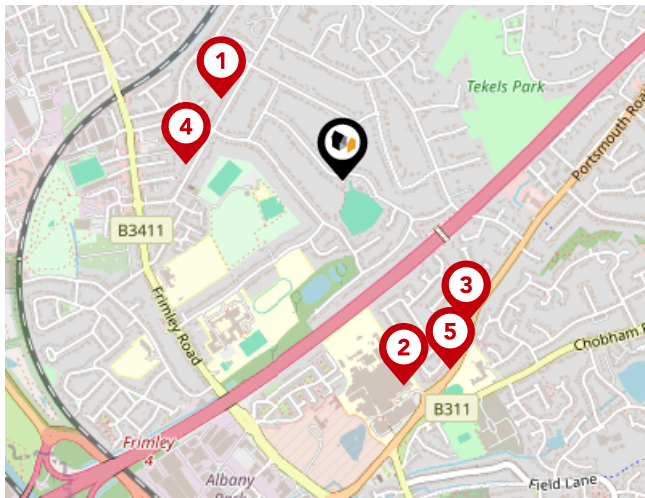 1
Tekels Park
4
Portsmouth Road
B3411
3
Frimley Road
5
2
Chobham R
B311
Frimley
4
Albany
Park
Field Lane